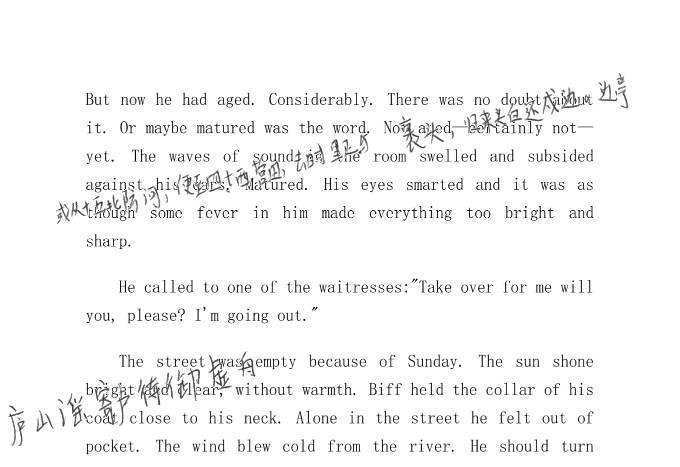 But now he had aged. Considerably. There was no doubt about
it. Or maybe matured was the word. Not aged—certainly not—
yet. The waves of sound in the room swelled and subsided
against his ears. Matured. His eyes smarted and it was as
though some fever in him made everything too bright and
sharp.
或从十五北防河，便至四十西营田，去时里正与裹头，归来头白还戍边。边亭
He called to one of the waitresses:"Take over for me will
you, please? I'm going out."
The street was empty because of Sunday. The sun shone
bright and clear, without warmth. Biff held the collar of his
coat close to his neck. Alone in the street he felt out of
pocket. The wind blew cold from the river. He should turn
庐山谣寄卢侍御虚舟